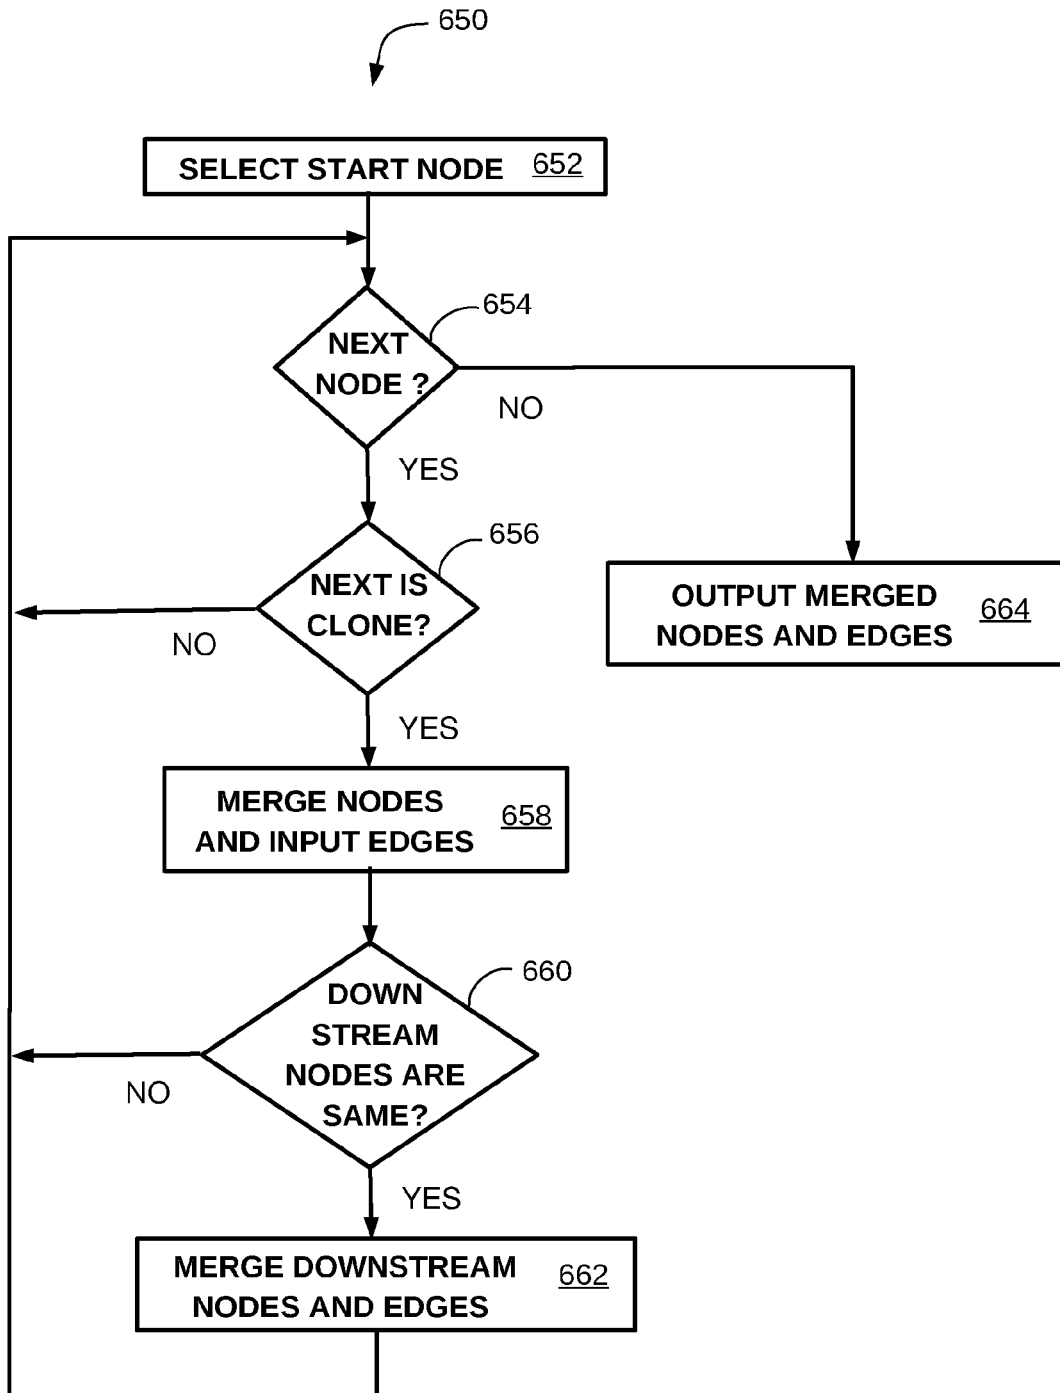 650
SELECT START NODE 652
654
NEXT
NODE ?
NO
YES
656
NEXT IS
CLONE?
NO
OUTPUT MERGED
NODES AND EDGES 664
YES
MERGE NODES
AND INPUT EDGES 658
660
DOWN
STREAM
NODES ARE
SAME?
NO
YES
MERGE DOWNSTREAM
NODES AND EDGES 662